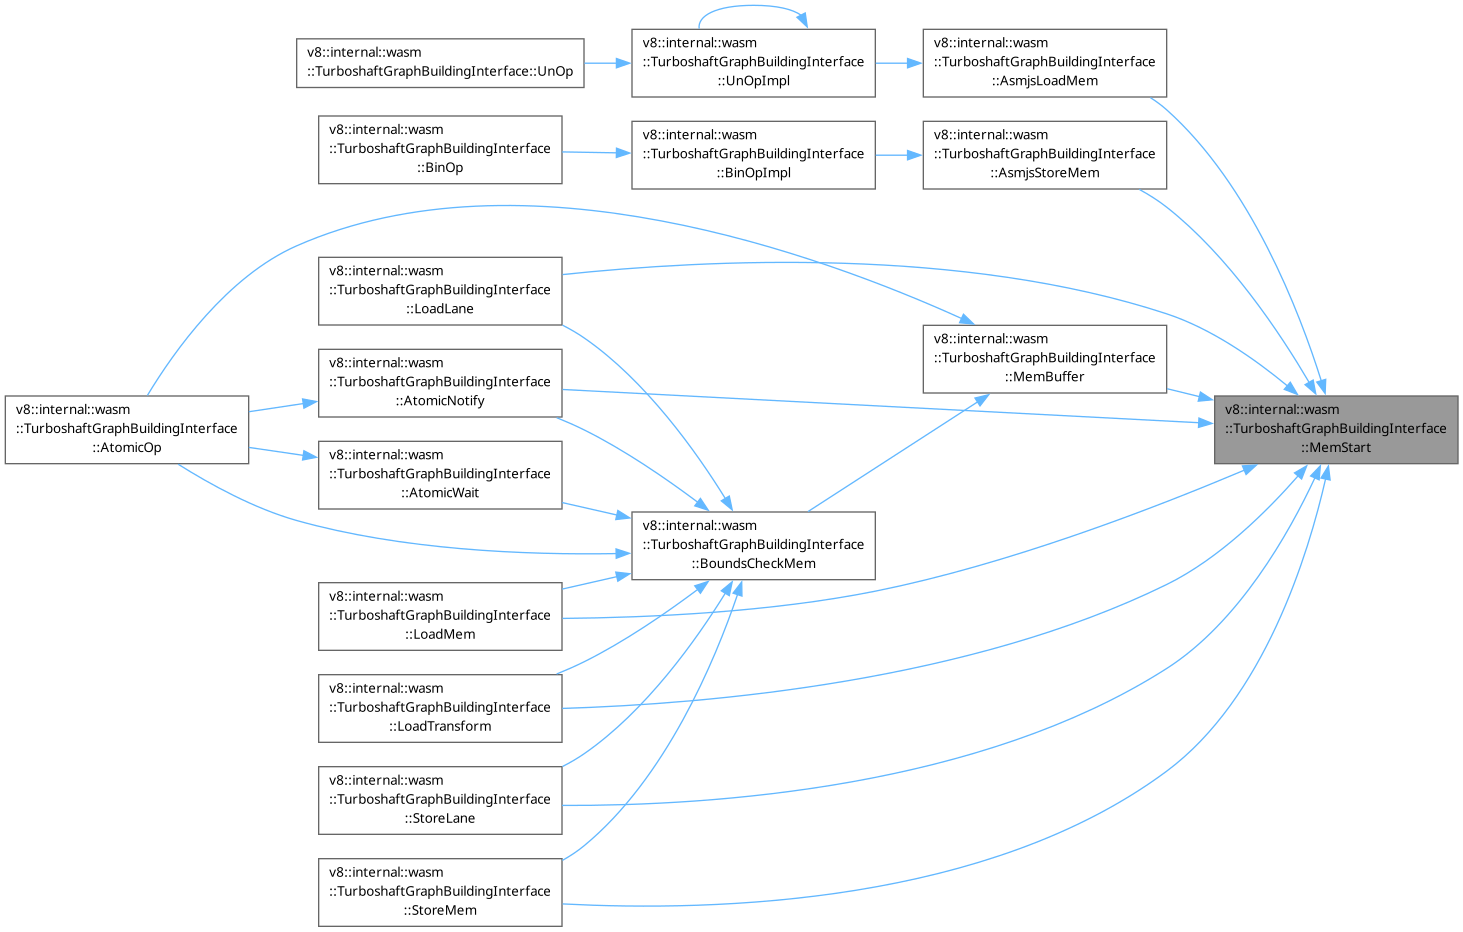 v8::internal::wasm
::TurboshaftGraphBuildingInterface::UnOp
v8::internal::wasm
::TurboshaftGraphBuildingInterface
::UnOpImpl
v8::internal::wasm
::TurboshaftGraphBuildingInterface
::AsmjsLoadMem
v8::internal::wasm
::TurboshaftGraphBuildingInterface
::BinOp
v8::internal::wasm
::TurboshaftGraphBuildingInterface
::BinOpImpl
v8::internal::wasm
::TurboshaftGraphBuildingInterface
::AsmjsStoreMem
v8::internal::wasm
::TurboshaftGraphBuildingInterface
::LoadLane
v8::internal::wasm
::TurboshaftGraphBuildingInterface
::MemBuffer
v8::internal::wasm
::TurboshaftGraphBuildingInterface
::AtomicNotify
v8::internal::wasm
::TurboshaftGraphBuildingInterface
::AtomicOp
v8::internal::wasm
::TurboshaftGraphBuildingInterface
::MemStart
v8::internal::wasm
::TurboshaftGraphBuildingInterface
::AtomicWait
v8::internal::wasm
::TurboshaftGraphBuildingInterface
::BoundsCheckMem
v8::internal::wasm
::TurboshaftGraphBuildingInterface
::LoadMem
v8::internal::wasm
::TurboshaftGraphBuildingInterface
::LoadTransform
v8::internal::wasm
::TurboshaftGraphBuildingInterface
::StoreLane
v8::internal::wasm
::TurboshaftGraphBuildingInterface
::StoreMem